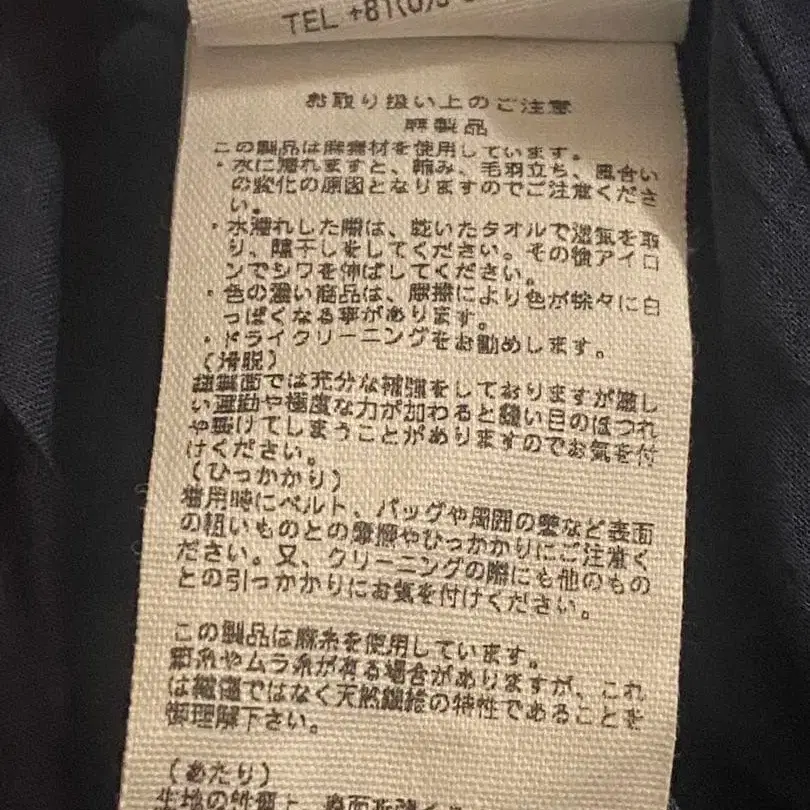 TEL +81(0)3
お取り扱い上のご注意
麻製品
この製品は麻素材を使用しています。
・水に濡れますと、縮み、毛羽立ち、風合い
の変化の原因となりますのでご注意くださ
い。
・水濡れした際は、乾いたタオルで湿気を取
り、陰干しをしてください。その後アイロ
ンでシワを伸ばしてください。
・色の濃い商品は、摩擦により色が徐々に白
っぽくなる事があります。
・ドライクリーニングをお勧めします。
(滑脱)
縫製面では充分な補強をしておりますが激し
い運動や極度な力が加わると縫い目のほつれ
や裂けてしまうことがありますのでお気を付
けください。
(ひっかかり)
着用時にベルト、バッグや周囲の壁など表面
の粗いものとの摩擦やひっかかりにご注意く
ださい。又、クリーニングの際にも他のもの
との引っかかりにお気を付けください。
この製品は麻糸を使用しています。
節糸やムラ糸が有る場合がありますが、これ
は織傷ではなく天然繊維の特性であることを
御理解下さい。
(あたり)
生地の性質上、表面を強く